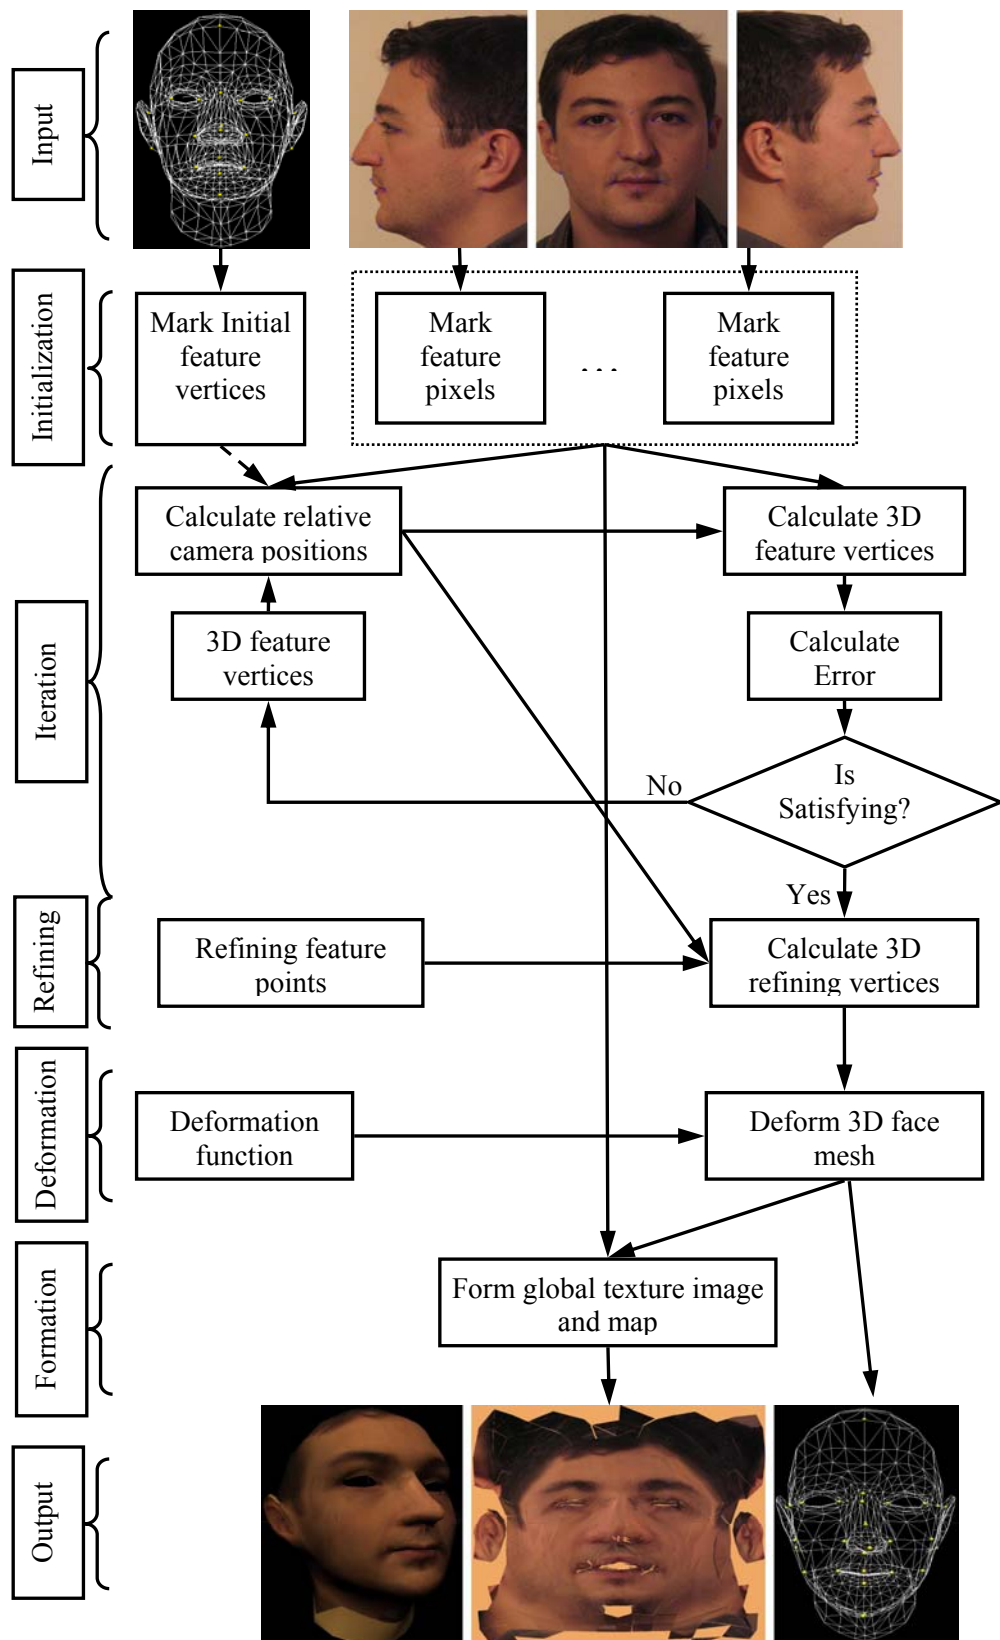 Input
Initialization
Mark Initial
feature
vertices
Mark
feature
pixels
. . .
Mark
feature
pixels
Iteration
Calculate relative
camera positions
Calculate 3D
feature vertices
3D feature
vertices
Calculate
Error
Is
Satisfying?
No
Yes
Refining
Refining feature
points
Calculate 3D
refining vertices
Deformation
Deformation
function
Deform 3D face
mesh
Formation
Form global texture image
and map
Output